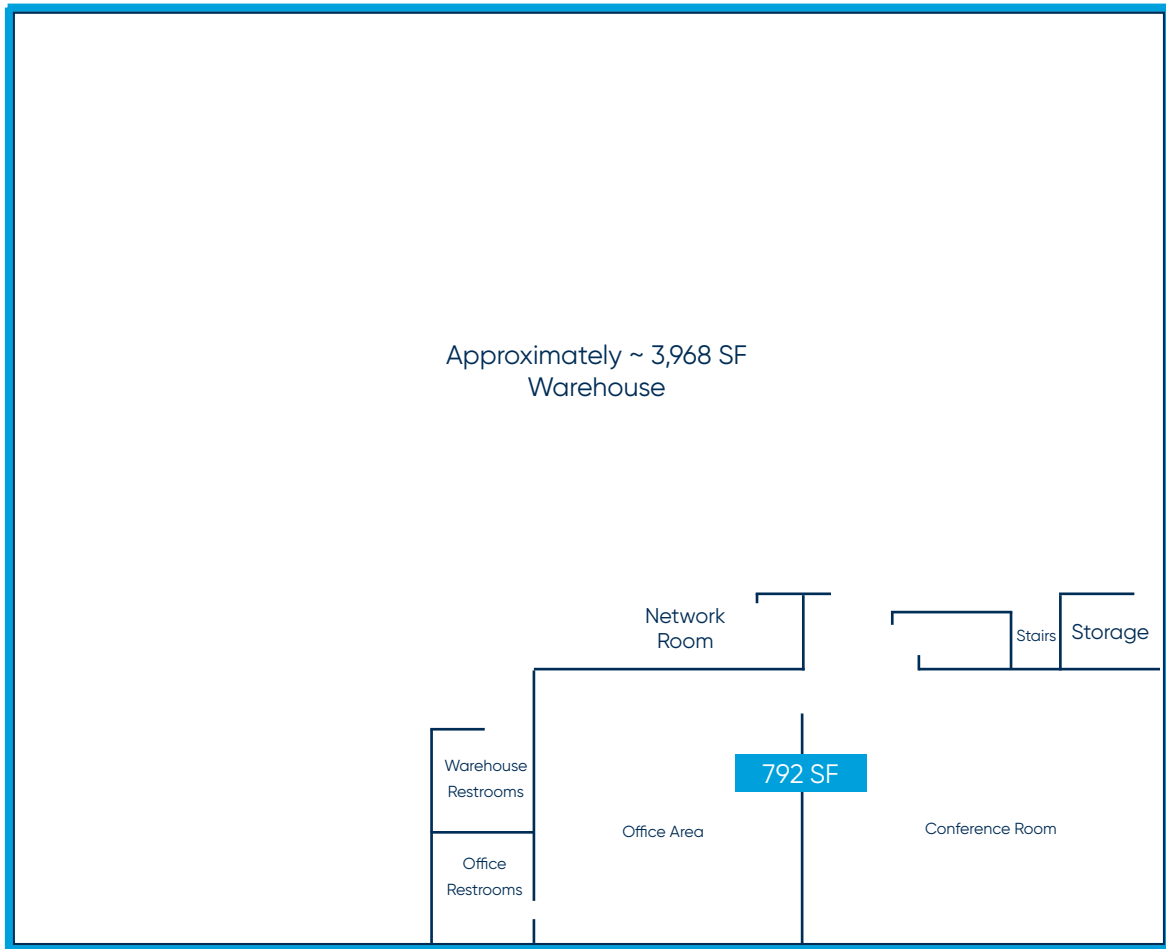 Approximately ~ 3,968 SF
Warehouse
Network
Room
Stairs
Storage
Warehouse
Restrooms
792 SF
Office Area
Conference Room
Office
Restrooms